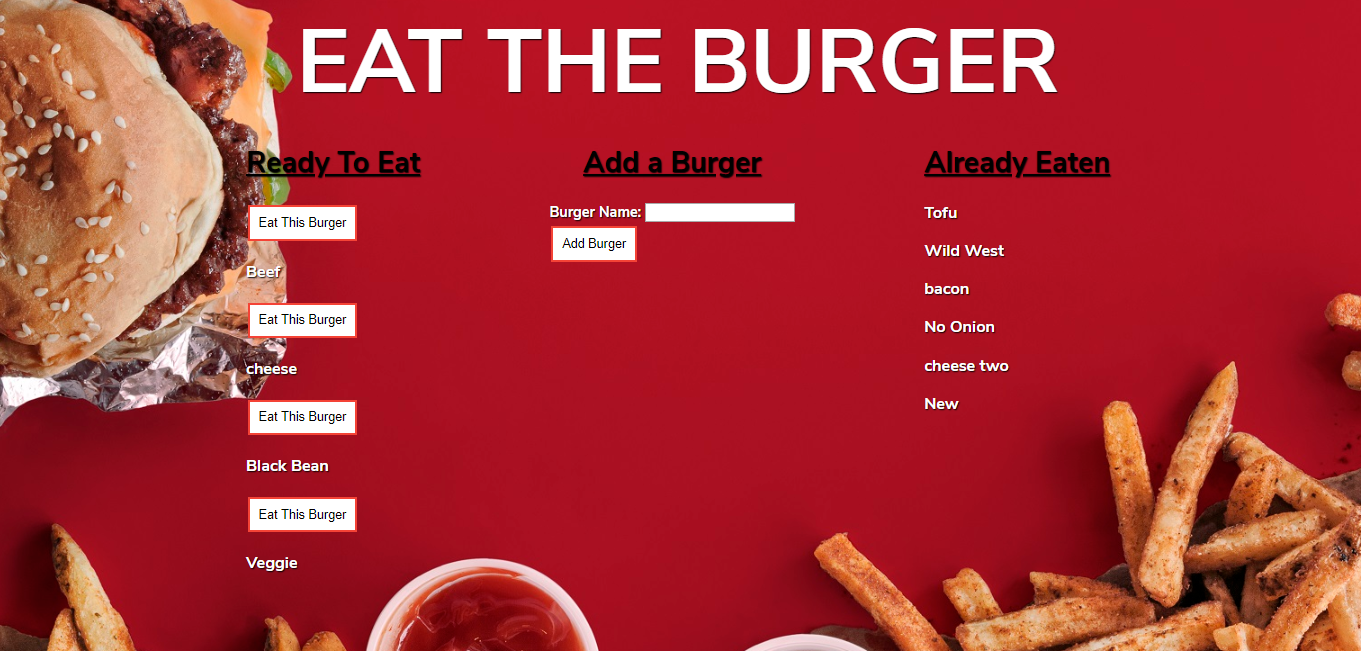 EAT THE BURGER
Ready To Eat
Eat This Burger
Beef
Eat This Burger
cheese
Eat This Burger
Black Bean
Eat This Burger
Veggie
Add a Burger
Burger Name:
Add Burger
Already Eaten
Tofu
Wild West
bacon
No Onion
cheese two
New